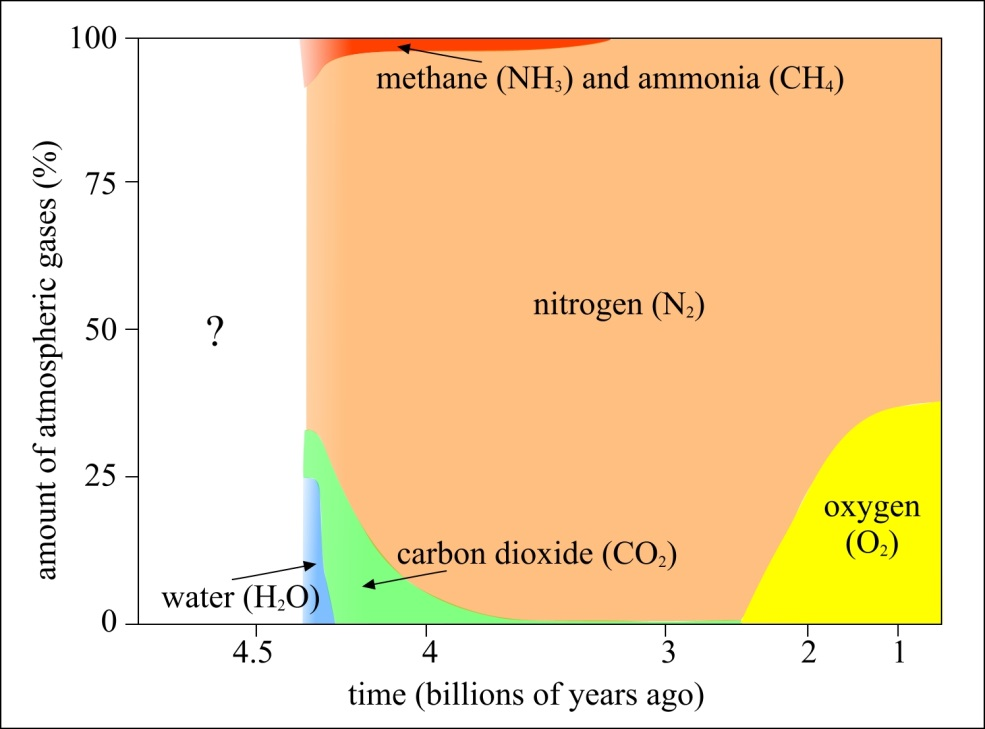 100
methane (NH₃) and ammonia (CH₄)
75
amount of atmospheric gases (%)
nitrogen (N₂)
?
50
25
oxygen
(O₂)
carbon dioxide (CO₂)
water (H₂O)
0
4.5 4 3 2 1
time (billions of years ago)